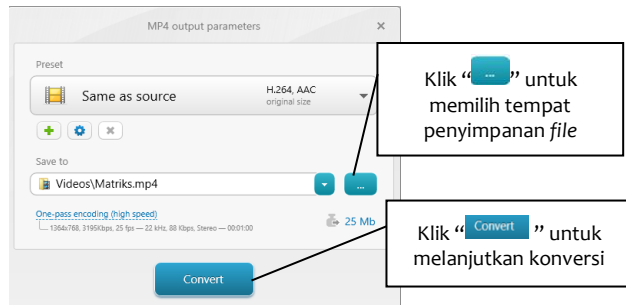 MP4 output parameters
Preset
Same as source
H.264, AAC
original size
Save to
Videos\Matriks.mp4
...
One-pass encoding (high speed)
1364x768, 3195Kbps, 25 fps — 22 kHz, 88 Kbps, Stereo — 00:01:00
25 Mb
Convert
Klik “ ... ” untuk
memilih tempat
penyimpanan file
Klik “ Convert ” untuk
melanjutkan konversi